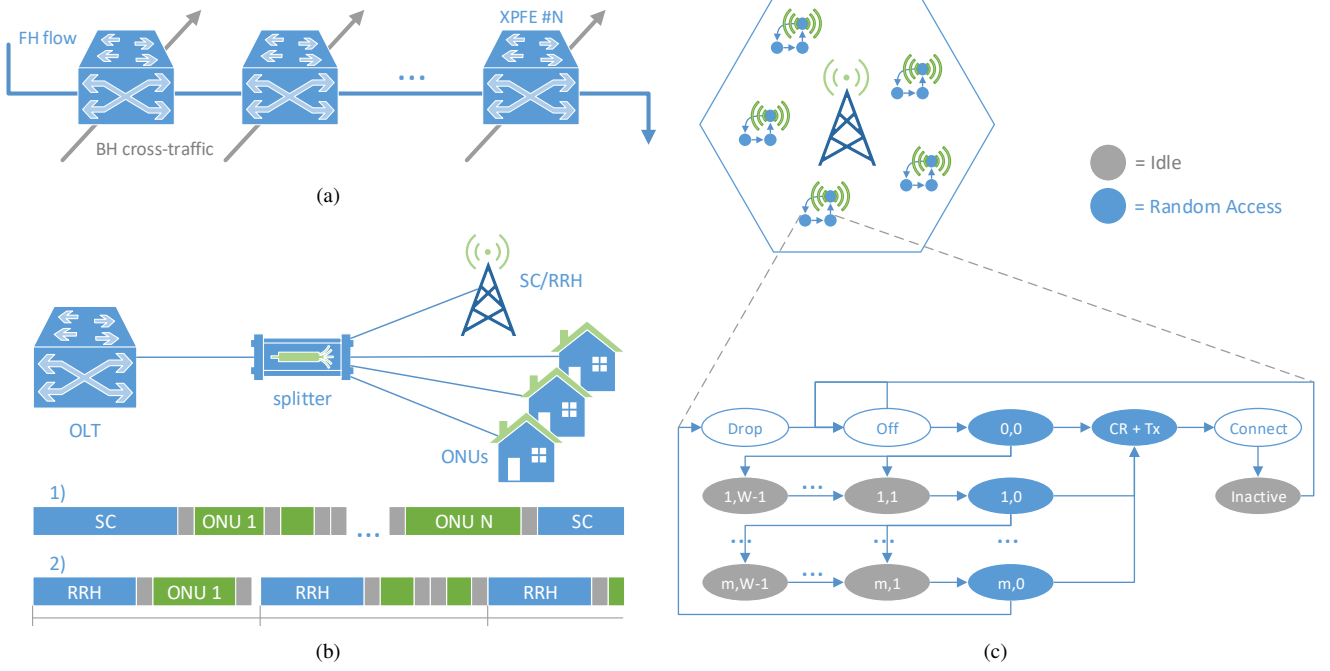 FH flow
XPFE #N
...
BH cross-traffic
(a)
SC/RRH
OLT
splitter
ONUs
1)
SC
ONU 1
...
ONU N
SC
2)
RRH
ONU 1
RRH
RRH
(b)
= Idle
= Random Access
Drop
Off
0,0
CR + Tx
Connect
1,W-1
...
1,1
1,0
Inactive
...
...
...
m,W-1
...
m,1
m,0
(c)